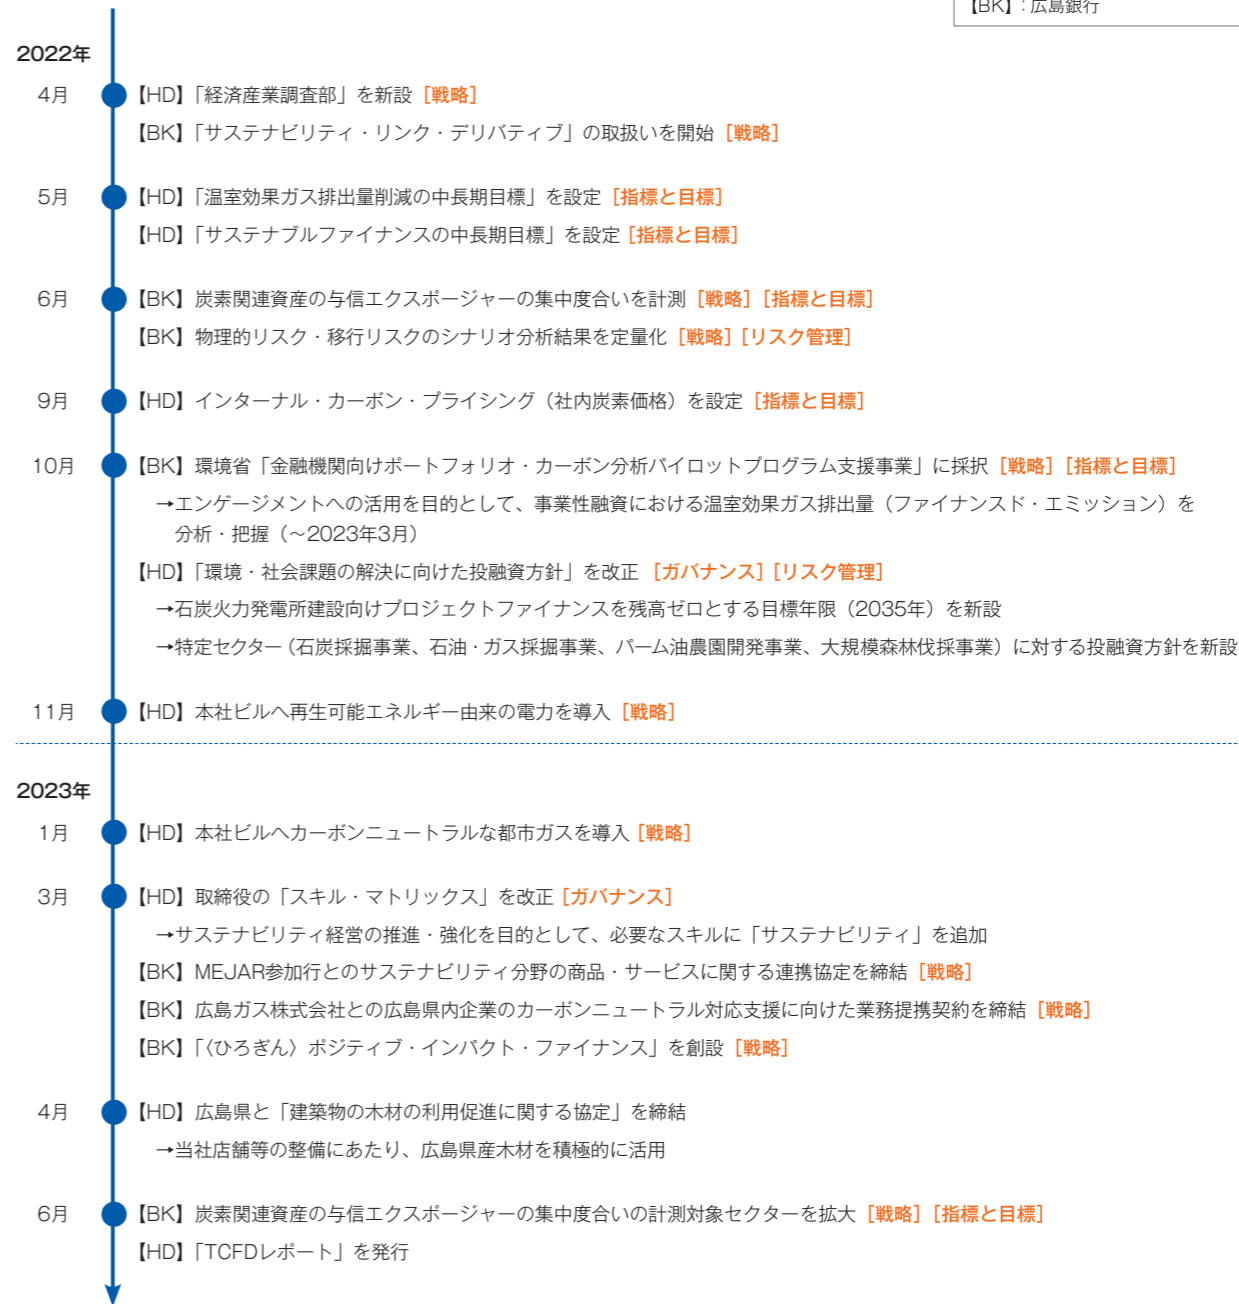 【BK】：広島銀行
2022年
4月
【HD】「経済産業調査部」を新設［戦略］
【BK】「サステナビリティ・リンク・デリバティブ」の取扱いを開始［戦略］
5月
【HD】「温室効果ガス排出量削減の中長期目標」を設定［指標と目標］
【HD】「サステナブルファイナンスの中長期目標」を設定［指標と目標］
6月
【BK】炭素関連資産の与信エクスポージャーの集中度合いを計測［戦略］［指標と目標］
【BK】物理的リスク・移行リスクのシナリオ分析結果を定量化［戦略］［リスク管理］
9月
【HD】インターナル・カーボン・プライシング（社内炭素価格）を設定［指標と目標］
10月
【BK】環境省「金融機関向けポートフォリオ・カーボン分析パイロットプログラム支援事業」に採択［戦略］［指標と目標］
→エンゲージメントへの活用を目的として、事業性融資における温室効果ガス排出量（ファイナンスド・エミッション）を
分析・把握（～2023年3月）
【HD】「環境・社会課題の解決に向けた投融資方針」を改正［ガバナンス］［リスク管理］
→石炭火力発電所建設向けプロジェクトファイナンスを残高ゼロとする目標年限（2035年）を新設
→特定セクター（石炭採掘事業、石油・ガス採掘事業、パーム油農園開発事業、大規模森林伐採事業）に対する投融資方針を新設
11月
【HD】本社ビルへ再生可能エネルギー由来の電力を導入［戦略］
2023年
1月
【HD】本社ビルへカーボンニュートラルな都市ガスを導入［戦略］
3月
【HD】取締役の「スキル・マトリックス」を改正［ガバナンス］
→サステナビリティ経営の推進・強化を目的として、必要なスキルに「サステナビリティ」を追加
【BK】MEJAR参加行とのサステナビリティ分野の商品・サービスに関する連携協定を締結［戦略］
【BK】広島ガス株式会社との広島県内企業のカーボンニュートラル対応支援に向けた業務提携契約を締結［戦略］
【BK】「〈ひろぎん〉ポジティブ・インパクト・ファイナンス」を創設［戦略］
4月
【HD】広島県と「建築物の木材の利用促進に関する協定」を締結
→当社店舗等の整備にあたり、広島県産木材を積極的に活用
6月
【BK】炭素関連資産の与信エクスポージャーの集中度合いの計測対象セクターを拡大［戦略］［指標と目標］
【HD】「TCFDレポート」を発行